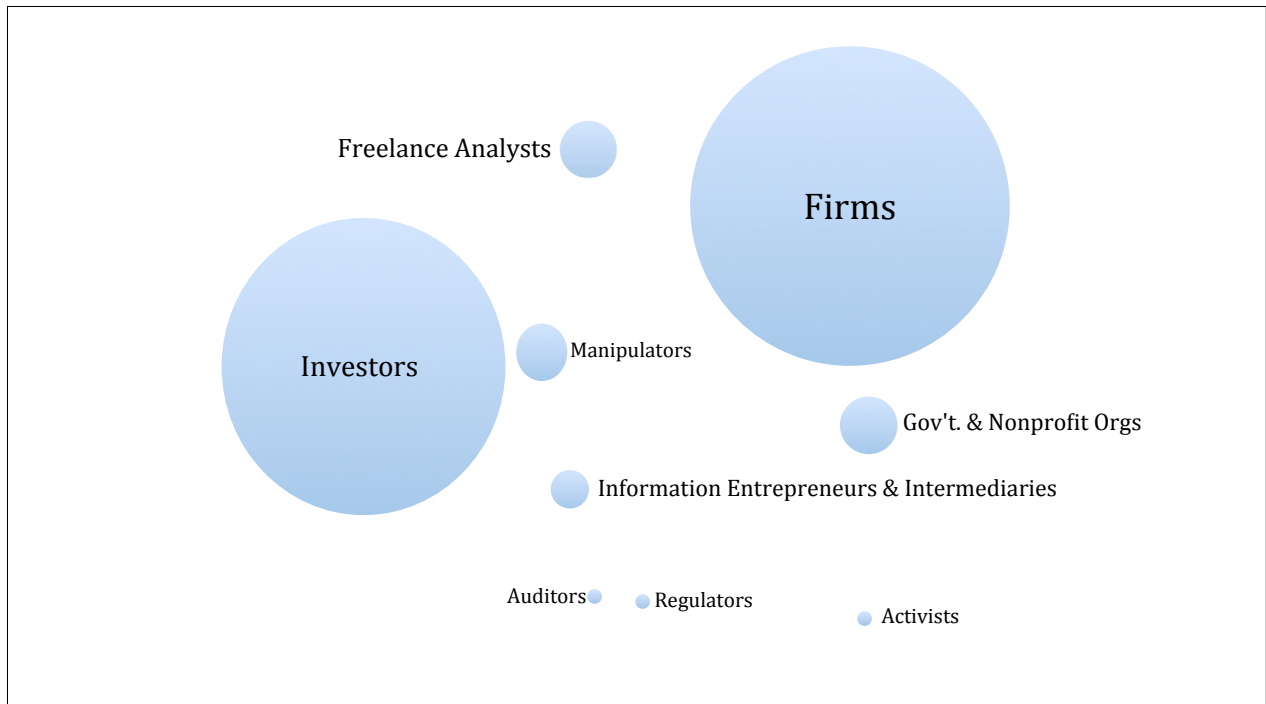 Freelance Analysts
Firms
Investors
Manipulators
Gov't. & Nonprofit Orgs
Information Entrepreneurs & Intermediaries
Auditors
Regulators
Activists